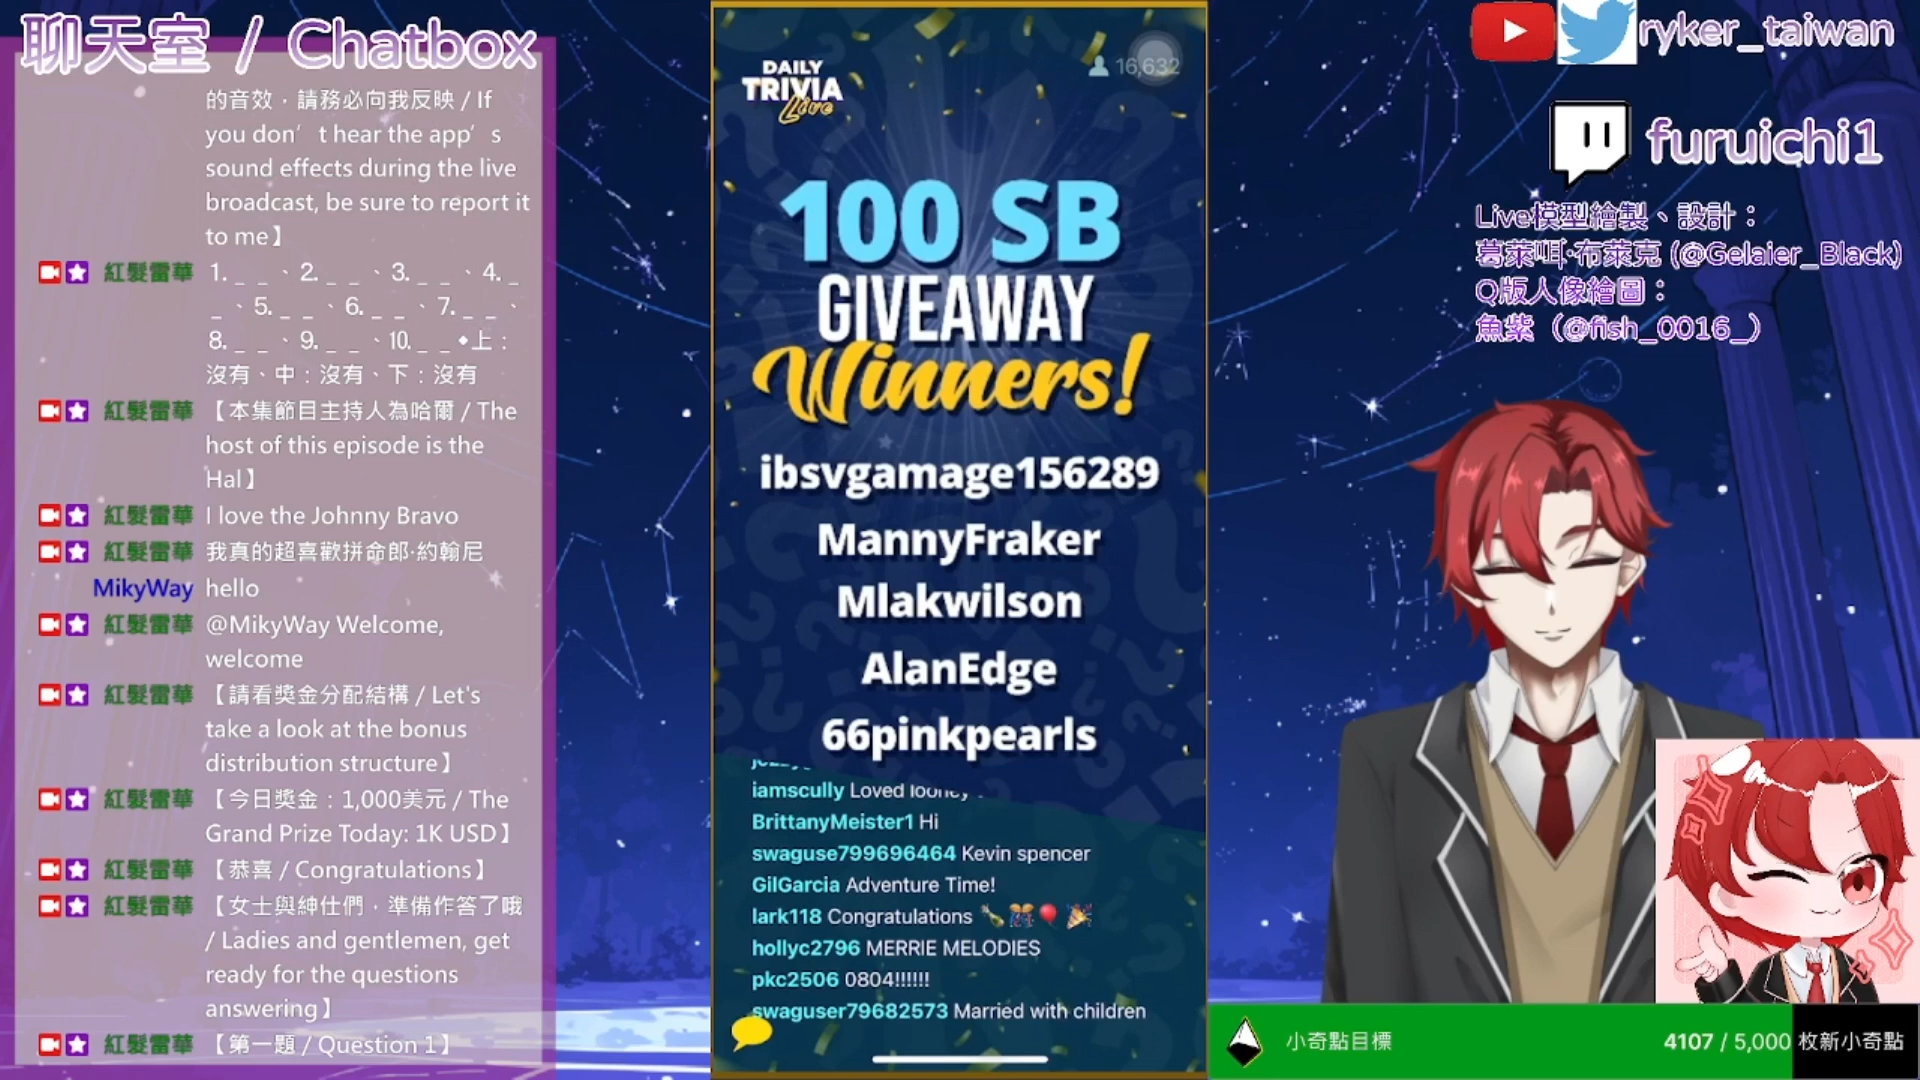 聊天室 / Chatbox
的音效，請務必向我反映 / If
you don't hear the app's
sound effects during the live
broadcast, be sure to report it
to me】
紅髮雷華 1. _ _ 、2. _ _ 、3. _ _ 、4. _
_ 、5. _ _ 、6. _ _ 、7. _ _ 、
8. _ _ 、9. _ _ 、10. _ _ ◆上：
沒有、中：沒有、下：沒有
紅髮雷華 【本集節目主持人為哈爾 / The
host of this episode is the
Hal】
紅髮雷華 I love the Johnny Bravo
紅髮雷華 我真的超喜歡拼命郎·約翰尼
MikyWay hello
紅髮雷華 @MikyWay Welcome,
welcome
紅髮雷華 【請看獎金分配結構 / Let's
take a look at the bonus
distribution structure】
紅髮雷華 【今日獎金：1,000美元 / The
Grand Prize Today: 1K USD】
紅髮雷華 【恭喜 / Congratulations】
紅髮雷華 【女士與紳仕們，準備作答了哦
/ Ladies and gentlemen, get
ready for the questions
answering】
紅髮雷華 【第一題 / Question 1】
DAILY
TRIVIA
Live
16,632
100 SB
GIVEAWAY
Winners!
ibsvgamage156289
MannyFraker
Mlakwilson
AlanEdge
66pinkpearls
iamscully Loved looney
BrittanyMeister1 Hi
swaguse799696464 Kevin spencer
GilGarcia Adventure Time!
lark118 Congratulations 🍾🎊🎈🎉
hollyc2796 MERRIE MELODIES
pkc2506 0804!!!!!!
swaguser79682573 Married with children
ryker_taiwan
furuichi1
Live模型繪製、設計：
葛萊咡·布萊克 (@Gelaier_Black)
Q版人像繪圖：
魚紫（@fish_0016_）
小奇點目標
4107 / 5,000 枚新小奇點